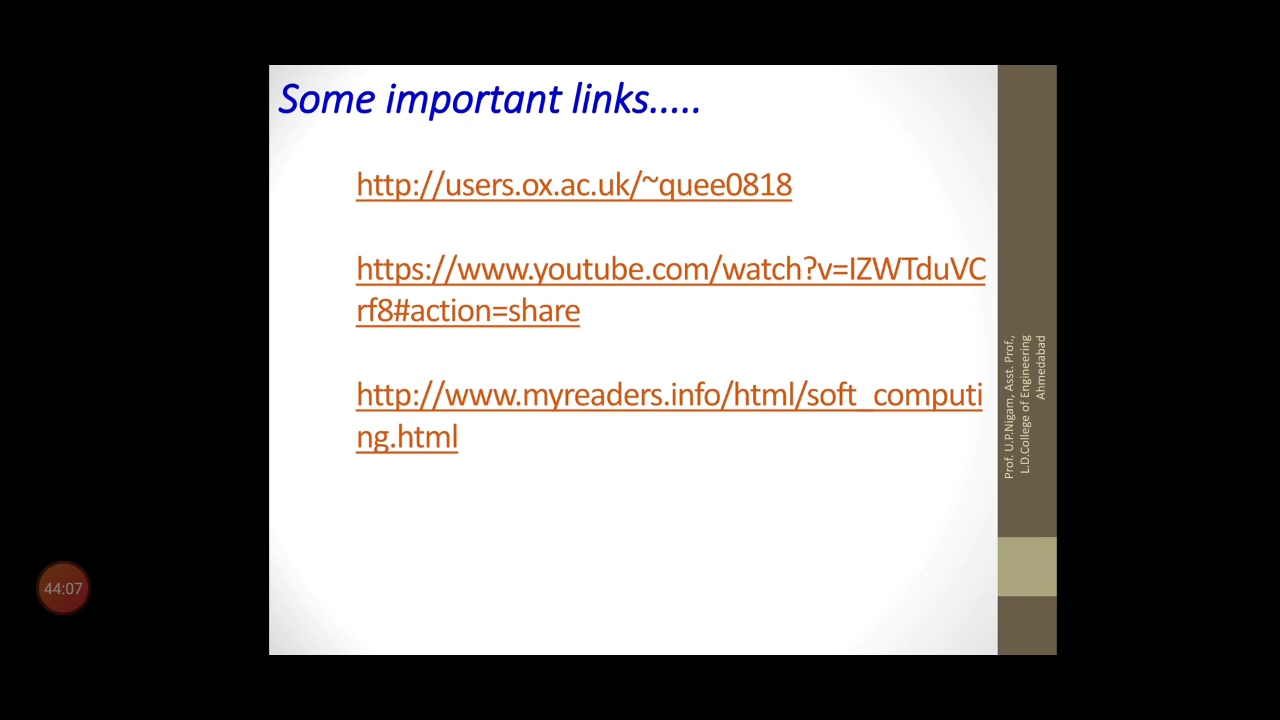 Some important links.....
http://users.ox.ac.uk/~quee0818
https://www.youtube.com/watch?v=IZWTduVC
rf8#action=share
http://www.myreaders.info/html/soft_computi
ng.html
Prof. U.P.Nigam, Asst. Prof.,
L.D.College of Engineering
Ahmedabad
44:07